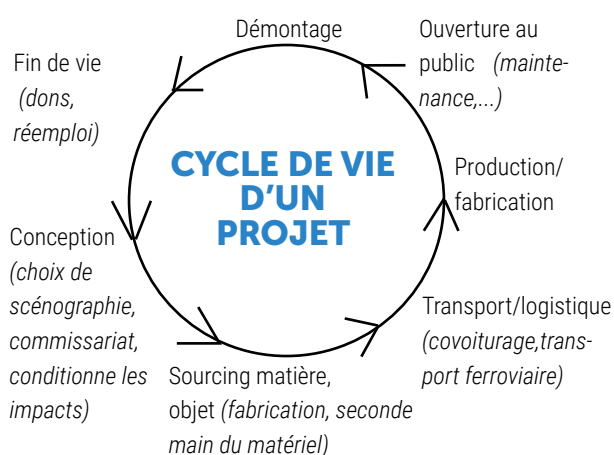 Démontage
Ouverture au
public (mainte-
nance,...)
Fin de vie
(dons,
réemploi)
CYCLE DE VIE
D'UN
PROJET
Production/
fabrication
Conception
(choix de
scénographie,
commissariat,
conditionne les
impacts)
Transport/logistique
(covoiturage,trans-
port ferroviaire)
Sourcing matière,
objet (fabrication, seconde
main du matériel)